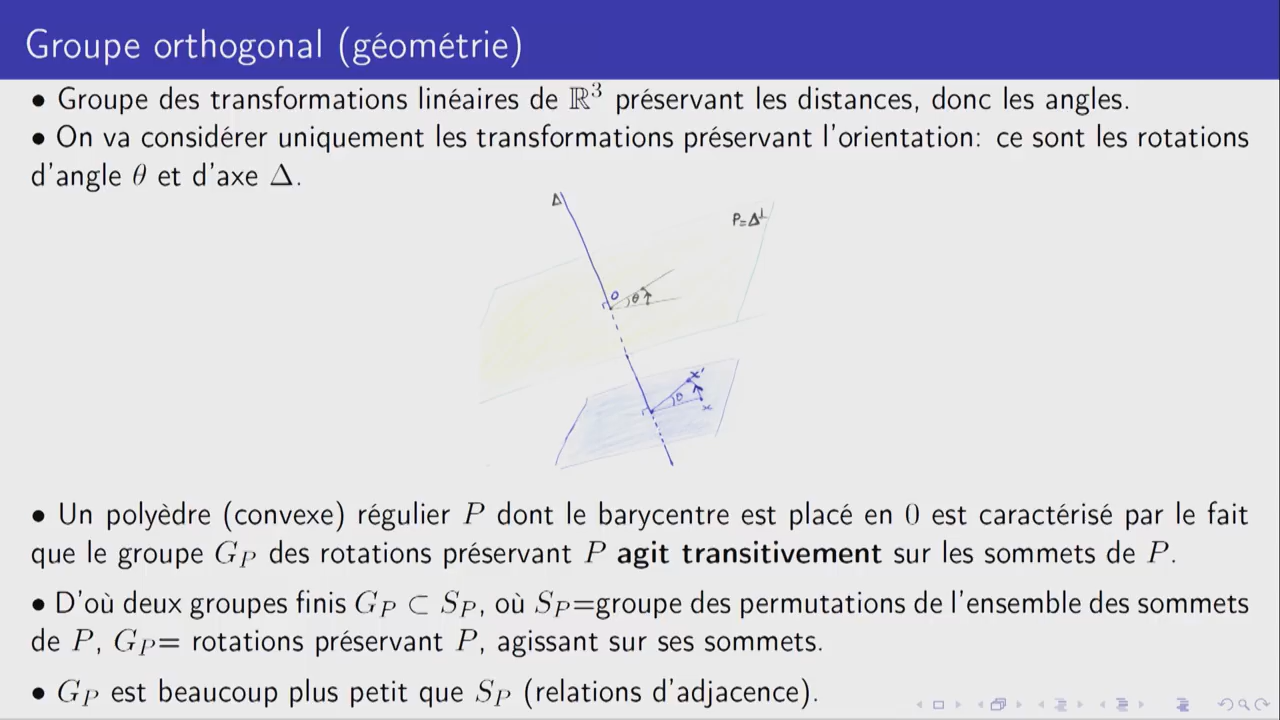 Groupe orthogonal (géométrie)
• Groupe des transformations linéaires de ℝ³ préservant les distances, donc les angles.
• On va considérer uniquement les transformations préservant l'orientation: ce sont les rotations
d'angle θ et d'axe Δ.
Δ
P=Δ⊥
O
θ
x'
θ
x
• Un polyèdre (convexe) régulier P dont le barycentre est placé en 0 est caractérisé par le fait
que le groupe G_P des rotations préservant P agit transitivement sur les sommets de P.
• D'où deux groupes finis G_P ⊂ S_P, où S_P=groupe des permutations de l'ensemble des sommets
de P, G_P= rotations préservant P, agissant sur ses sommets.
• G_P est beaucoup plus petit que S_P (relations d'adjacence).